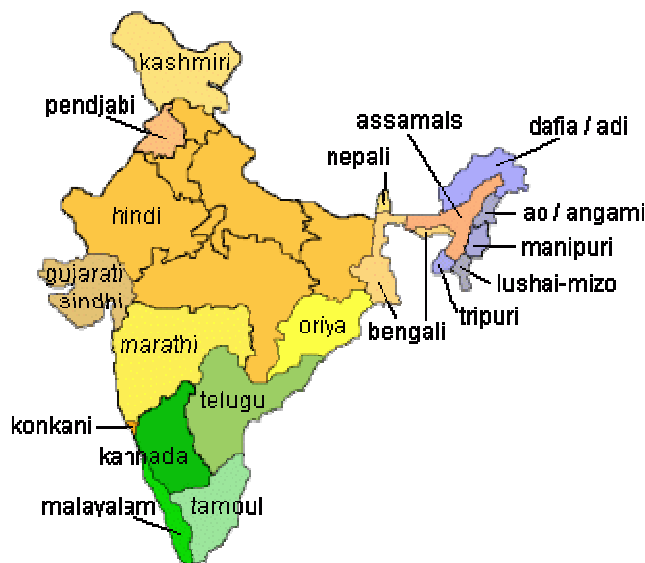 kashmiri
pendjabi
assamais
dafla / adi
nepali
hindi
ao / angami
manipuri
gujarati
lushai-mizo
sindhi
tripuri
oriya
bengali
marathi
telugu
konkani
kannada
malayalam
tamoul